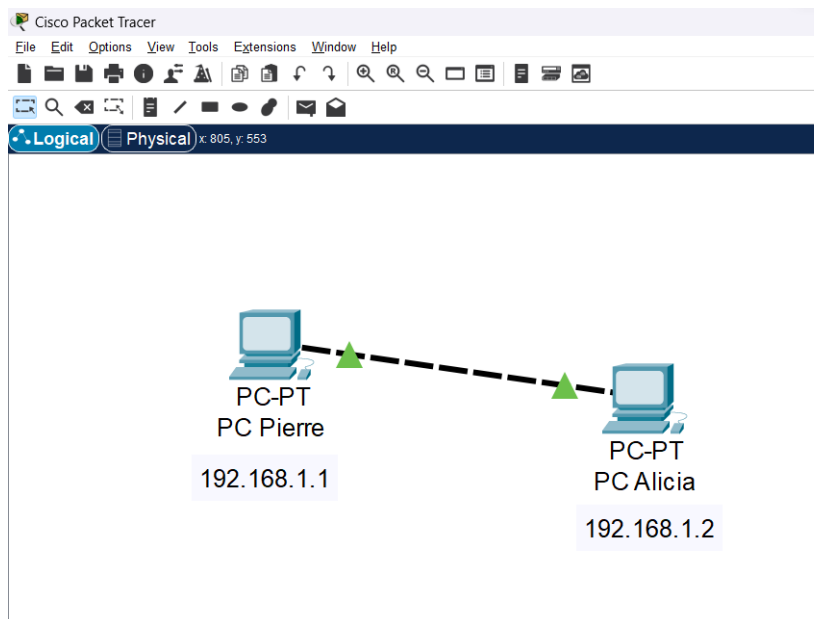 Cisco Packet Tracer
File Edit Options View Tools Extensions Window Help
Logical Physical x: 805, y: 553
PC-PT
PC Pierre
192.168.1.1
PC-PT
PC Alicia
192.168.1.2